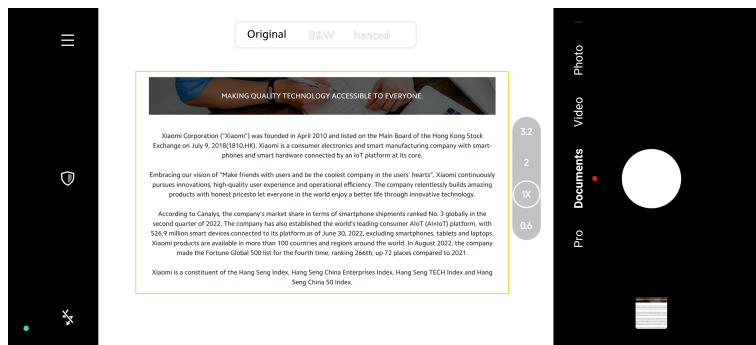 Original B&W hanced
MAKING QUALITY TECHNOLOGY ACCESSIBLE TO EVERYONE.
Xiaomi Corporation ("Xiaomi") was founded in April 2010 and listed on the Main Board of the Hong Kong Stock
Exchange on July 9, 2018(1810.HK). Xiaomi is a consumer electronics and smart manufacturing company with smart-
phones and smart hardware connected by an IoT platform at its core.
Embracing our vision of "Make friends with users and be the coolest company in the users' hearts", Xiaomi continuously
pursues innovations, high-quality user experience and operational efficiency. The company relentlessly builds amazing
products with honest pricesto let everyone in the world enjoy a better life through innovative technology.
According to Canalys, the company's market share in terms of smartphone shipments ranked No. 3 globally in the
second quarter of 2022. The company has also established the world's leading consumer AIoT (AI+IoT) platform, with
526.9 million smart devices connected to its platform as of June 30, 2022, excluding smartphones, tablets and laptops.
Xiaomi products are available in more than 100 countries and regions around the world. In August 2022, the company
made the Fortune Global 500 list for the fourth time, ranking 266th, up 72 places compared to 2021.
Xiaomi is a constituent of the Hang Seng Index, Hang Seng China Enterprises Index, Hang Seng TECH Index and Hang
Seng China 50 Index.
3.2
2
1X
0.6
Photo
Video
Documents
Pro